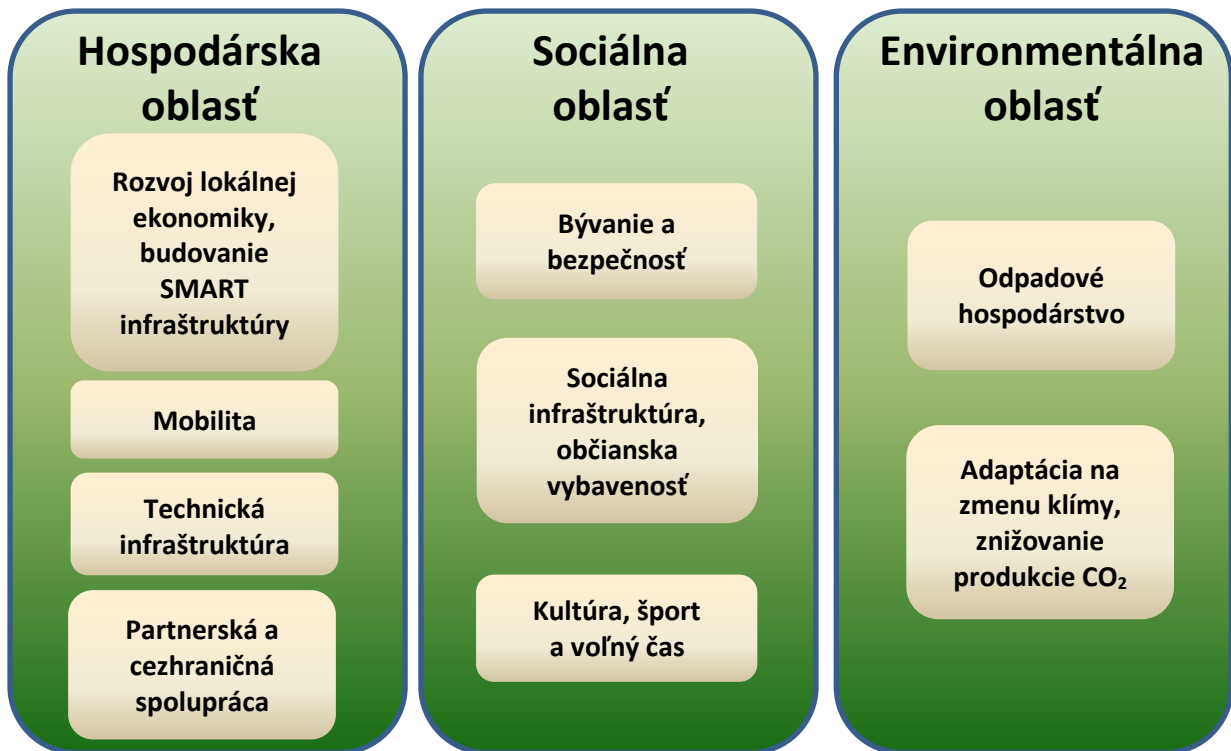 Hospodárska
oblasť
Rozvoj lokálnej
ekonomiky,
budovanie
SMART
infraštruktúry
Mobilita
Technická
infraštruktúra
Partnerská a
cezhraničná
spolupráca
Sociálna
oblasť
Bývanie a
bezpečnosť
Sociálna
infraštruktúra,
občianska
vybavenosť
Kultúra, šport
a voľný čas
Environmentálna
oblasť
Odpadové
hospodárstvo
Adaptácia na
zmenu klímy,
znižovanie
produkcie CO₂